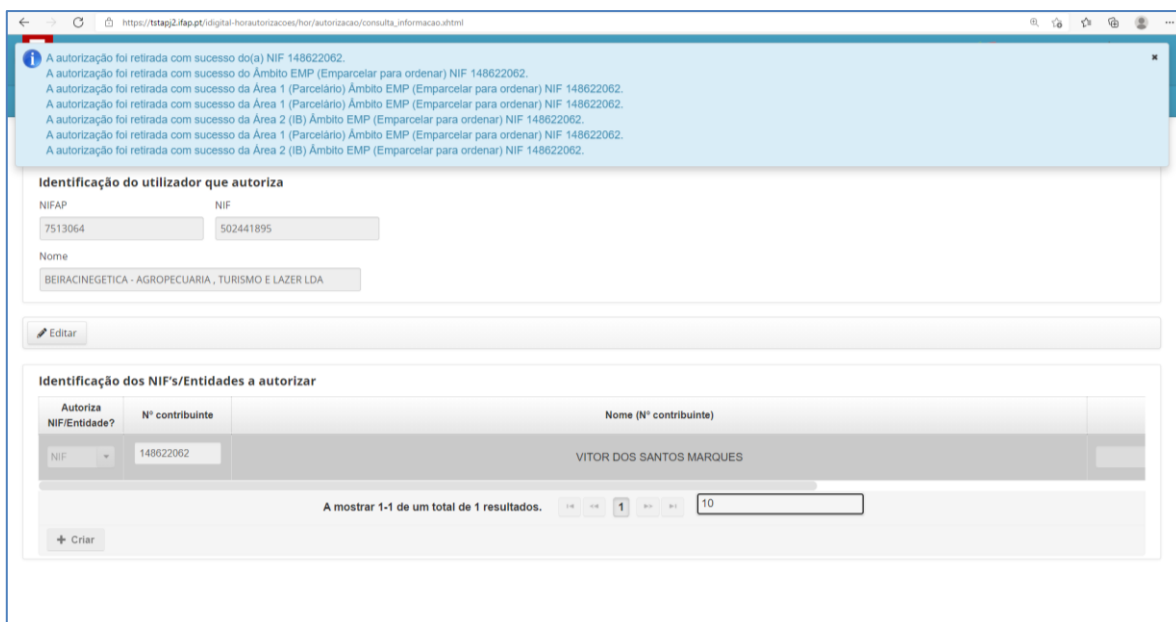 https://tstapj2.ifap.pt/idigital-horautorizacoes/hor/autorizacao/consulta_informacao.xhtml
A autorização foi retirada com sucesso do(a) NIF 148622062.
A autorização foi retirada com sucesso do Âmbito EMP (Emparcelar para ordenar) NIF 148622062.
A autorização foi retirada com sucesso da Área 1 (Parcelário) Âmbito EMP (Emparcelar para ordenar) NIF 148622062.
A autorização foi retirada com sucesso da Área 1 (Parcelário) Âmbito EMP (Emparcelar para ordenar) NIF 148622062.
A autorização foi retirada com sucesso da Área 2 (IB) Âmbito EMP (Emparcelar para ordenar) NIF 148622062.
A autorização foi retirada com sucesso da Área 1 (Parcelário) Âmbito EMP (Emparcelar para ordenar) NIF 148622062.
A autorização foi retirada com sucesso da Área 2 (IB) Âmbito EMP (Emparcelar para ordenar) NIF 148622062.
Identificação do utilizador que autoriza
NIFAP NIF
7513064 502441895
Nome
BEIRACINEGETICA - AGROPECUARIA , TURISMO E LAZER LDA
Editar
Identificação dos NIF's/Entidades a autorizar
Autoriza NIF/Entidade? Nº contribuinte Nome (Nº contribuinte)
NIF 148622062 VITOR DOS SANTOS MARQUES
A mostrar 1-1 de um total de 1 resultados. 1 10
+ Criar